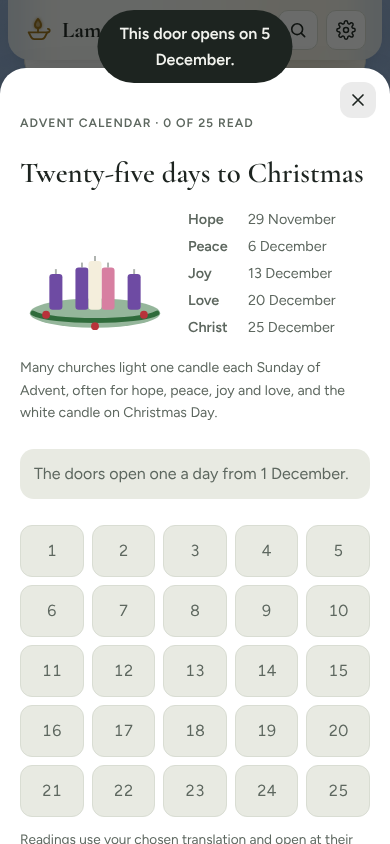 This door opens on 5
December.
Lam
ADVENT CALENDAR · 0 OF 25 READ
Twenty-five days to Christmas
Hope 29 November
Peace 6 December
Joy 13 December
Love 20 December
Christ 25 December
Many churches light one candle each Sunday of
Advent, often for hope, peace, joy and love, and the
white candle on Christmas Day.
The doors open one a day from 1 December.
1 2 3 4 5
6 7 8 9 10
11 12 13 14 15
16 17 18 19 20
21 22 23 24 25
Readings use your chosen translation and open at their